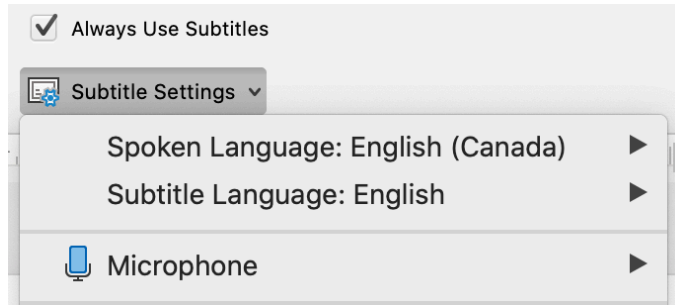 Always Use Subtitles
Subtitle Settings
Spoken Language: English (Canada)
Subtitle Language: English
Microphone